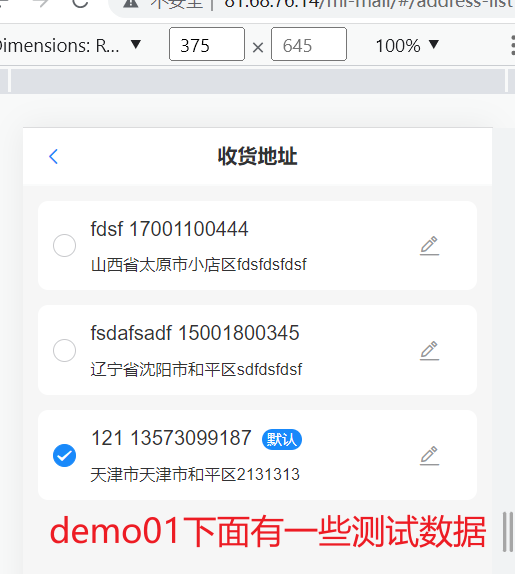 不安全 | 81.68.76.14/mi-mall/#/address-list
Dimensions: R... ▼ 375 × 645 100% ▼
收货地址
fdsf 17001100444
山西省太原市小店区fdsfdsfdsf
fsdafsadf 15001800345
辽宁省沈阳市和平区sdfdsfdsf
121 13573099187 默认
天津市天津市和平区2131313
demo01下面有一些测试数据